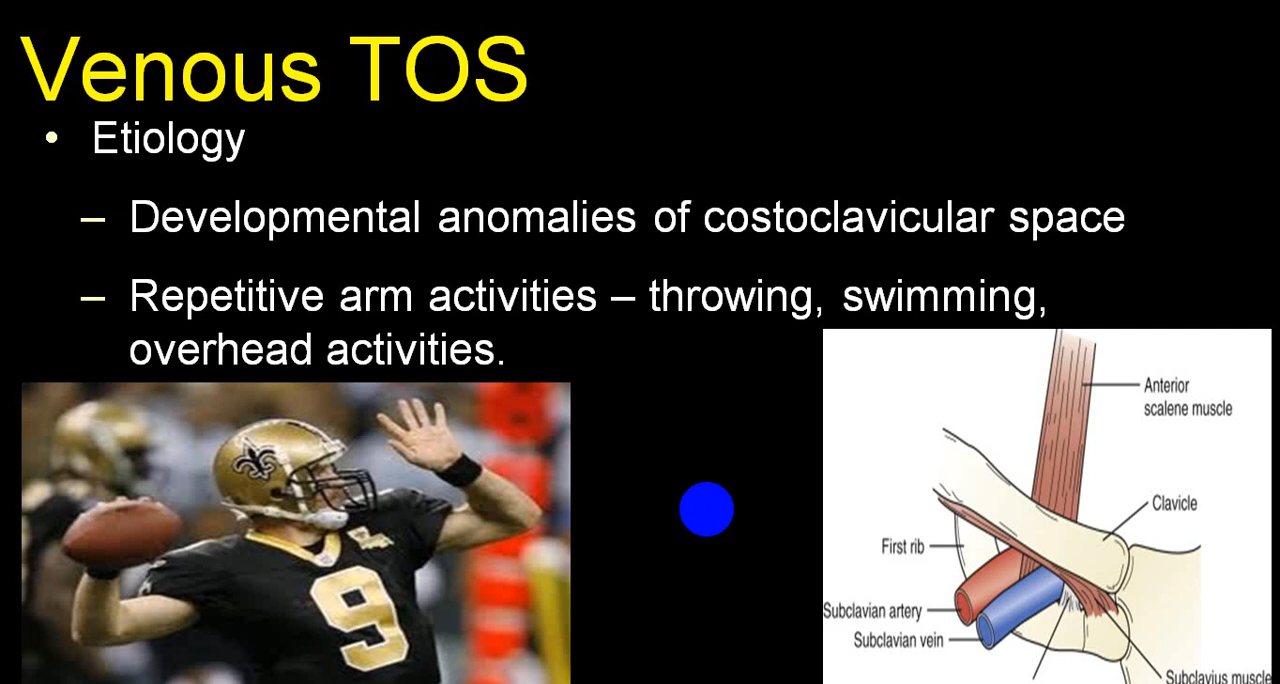 Venous TOS
• Etiology
– Developmental anomalies of costoclavicular space
– Repetitive arm activities – throwing, swimming,
overhead activities.
9
Anterior
scalene muscle
Clavicle
First rib
Subclavian artery
Subclavian vein
Subclavius muscle